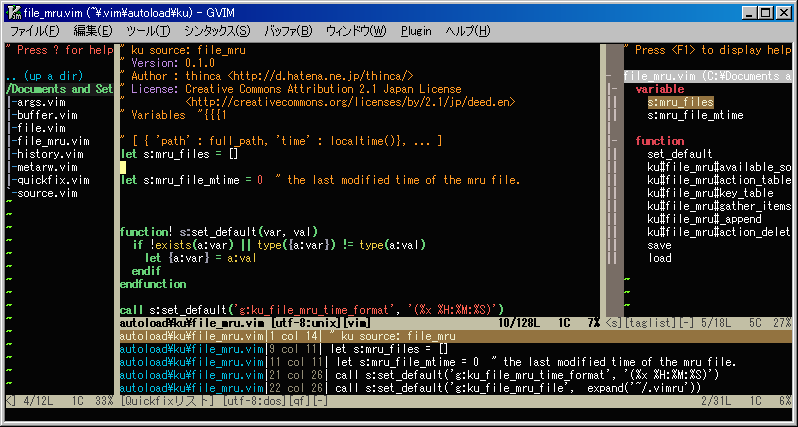 file_mru.vim (~¥.vim¥autoload¥ku) - GVIM
ファイル(F) 編集(E) ツール(T) シンタックス(S) バッファ(B) ウィンドウ(W) Plugin ヘルプ(H)
" Press ? for help
.. (up a dir)
/Documents and Set
|-args.vim
|-buffer.vim
|-file.vim
|-file_mru.vim
|-history.vim
|-metarw.vim
|-quickfix.vim
`-source.vim
~
~
~
~
~
~
~
~
~
~
~
~
~
~
<] 4/12L 1C 33%
" ku source: file_mru
" Version: 0.1.0
" Author : thinca <http://d.hatena.ne.jp/thinca/>
" License: Creative Commons Attribution 2.1 Japan License
" <http://creativecommons.org/licenses/by/2.1/jp/deed.en>
" Variables "{{{1
" [ { 'path' : full_path, 'time' : localtime()}, ... ]
let s:mru_files = []
let s:mru_file_mtime = 0 " the last modified time of the mru file.
function! s:set_default(var, val)
if !exists(a:var) || type({a:var}) != type(a:val)
let {a:var} = a:val
endif
endfunction
call s:set_default('g:ku_file_mru_time_format', '(%x %H:%M:%S)')
autoload¥ku¥file_mru.vim [utf-8:unix][vim] 10/128L 1C 7%
" Press <F1> to display help
file_mru.vim (C:¥Documents a
variable
s:mru_files
s:mru_file_mtime
function
set_default
ku#file_mru#available_so
ku#file_mru#action_table
ku#file_mru#key_table
ku#file_mru#gather_items
ku#file_mru#_append
ku#file_mru#action_delet
save
load
~
~
~
<s][taglist][-] 5/18L 5C 27%
autoload¥ku¥file_mru.vim|1 col 14| " ku source: file_mru
autoload¥ku¥file_mru.vim|9 col 11| let s:mru_files = []
autoload¥ku¥file_mru.vim|11 col 11| let s:mru_file_mtime = 0 " the last modified time of the mru file.
autoload¥ku¥file_mru.vim|21 col 26| call s:set_default('g:ku_file_mru_time_format', '(%x %H:%M:%S)')
autoload¥ku¥file_mru.vim|22 col 26| call s:set_default('g:ku_file_mru_file', expand('~/.vimru'))
[Quickfixリスト] [utf-8:dos][qf][-] 2/31L 1C 6%